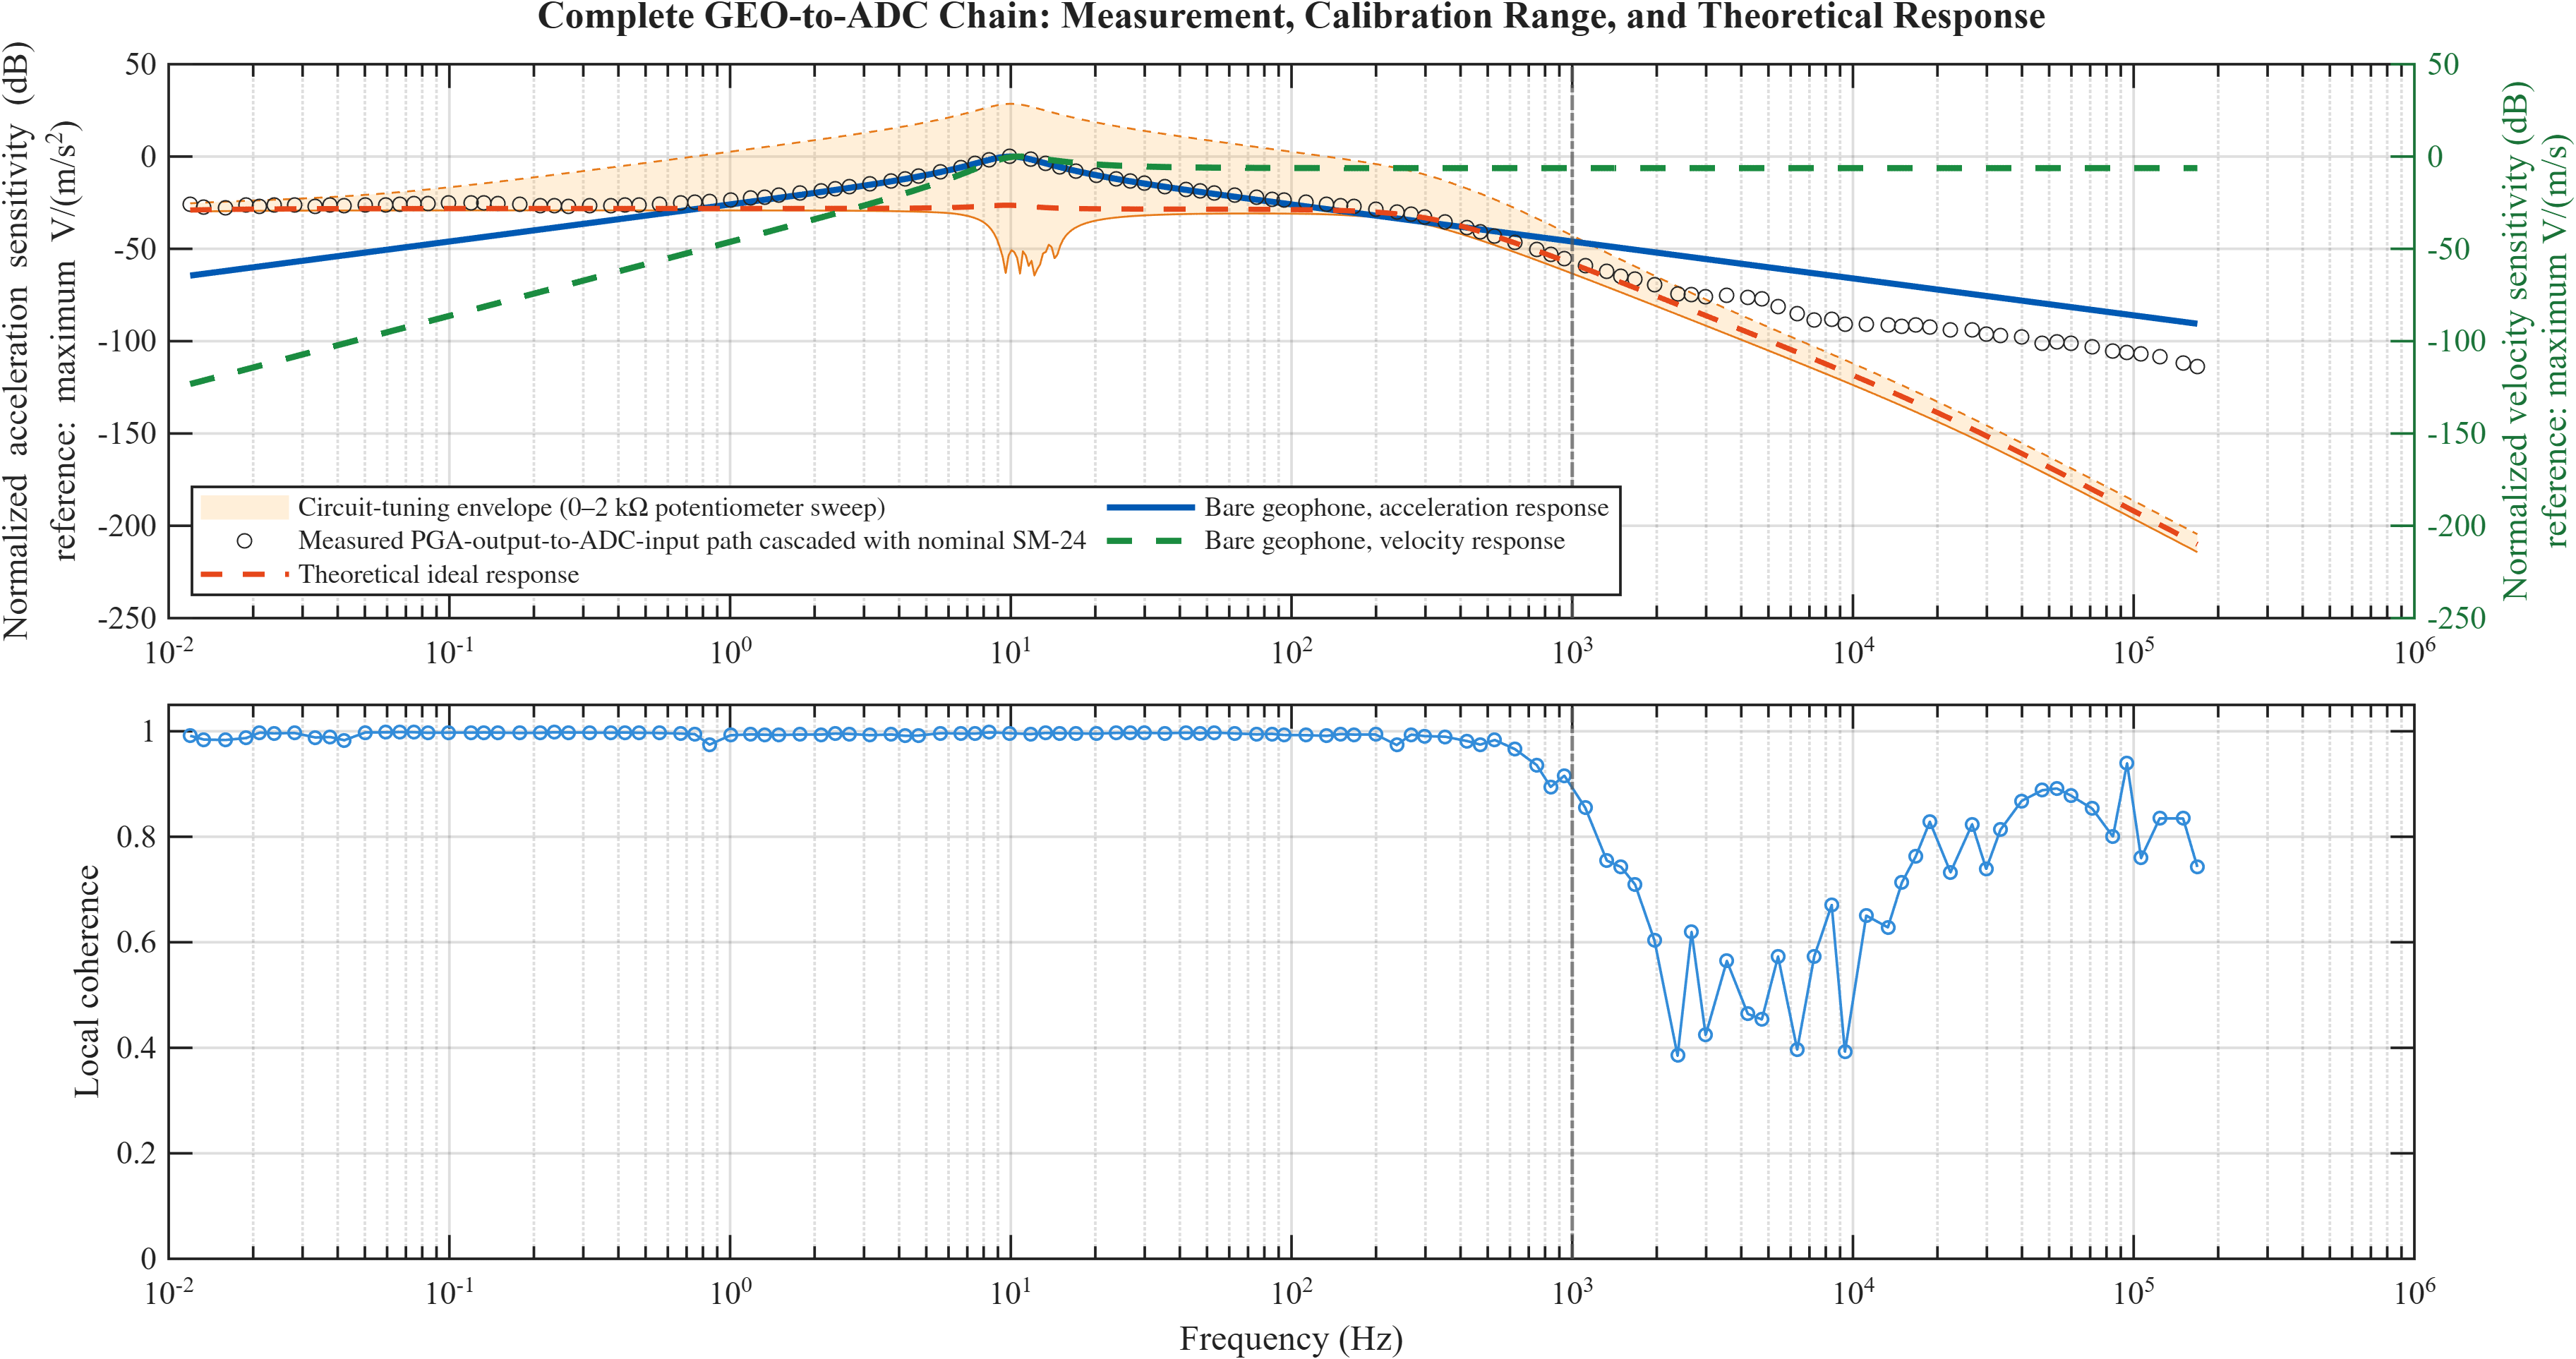 Complete GEO-to-ADC Chain: Measurement, Calibration Range, and Theoretical Response
Normalized acceleration sensitivity (dB)
reference: maximum V/(m/s²)
50
0
-50
-100
-150
-200
-250
50
0
-50
-100
-150
-200
-250
Normalized velocity sensitivity (dB)
reference: maximum V/(m/s)
Circuit-tuning envelope (0–2 kΩ potentiometer sweep)
Measured PGA-output-to-ADC-input path cascaded with nominal SM-24
Theoretical ideal response
Bare geophone, acceleration response
Bare geophone, velocity response
10⁻² 10⁻¹ 10⁰ 10¹ 10² 10³ 10⁴ 10⁵ 10⁶
Local coherence
1
0.8
0.6
0.4
0.2
0
10⁻² 10⁻¹ 10⁰ 10¹ 10² 10³ 10⁴ 10⁵ 10⁶
Frequency (Hz)